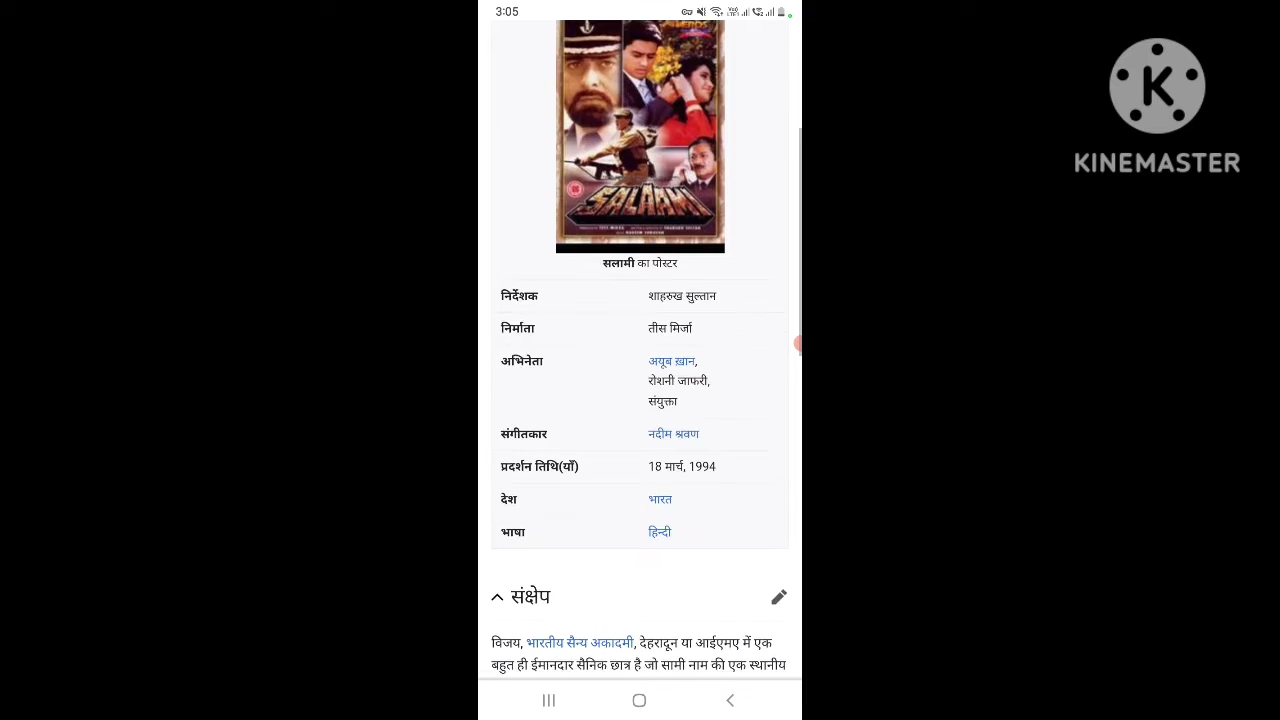 3:05
K
KINEMASTER
SALAAMI
सलामी का पोस्टर
निर्देशक शाहरुख सुल्तान
निर्माता तीस मिर्जा
अभिनेता अयूब ख़ान,
रोशनी जाफरी,
संयुक्ता
संगीतकार नदीम श्रवण
प्रदर्शन तिथि(याँ) 18 मार्च, 1994
देश भारत
भाषा हिन्दी
संक्षेप
विजय, भारतीय सैन्य अकादमी, देहरादून या आईएमए में एक
बहुत ही ईमानदार सैनिक छात्र है जो सामी नाम की एक स्थानीय